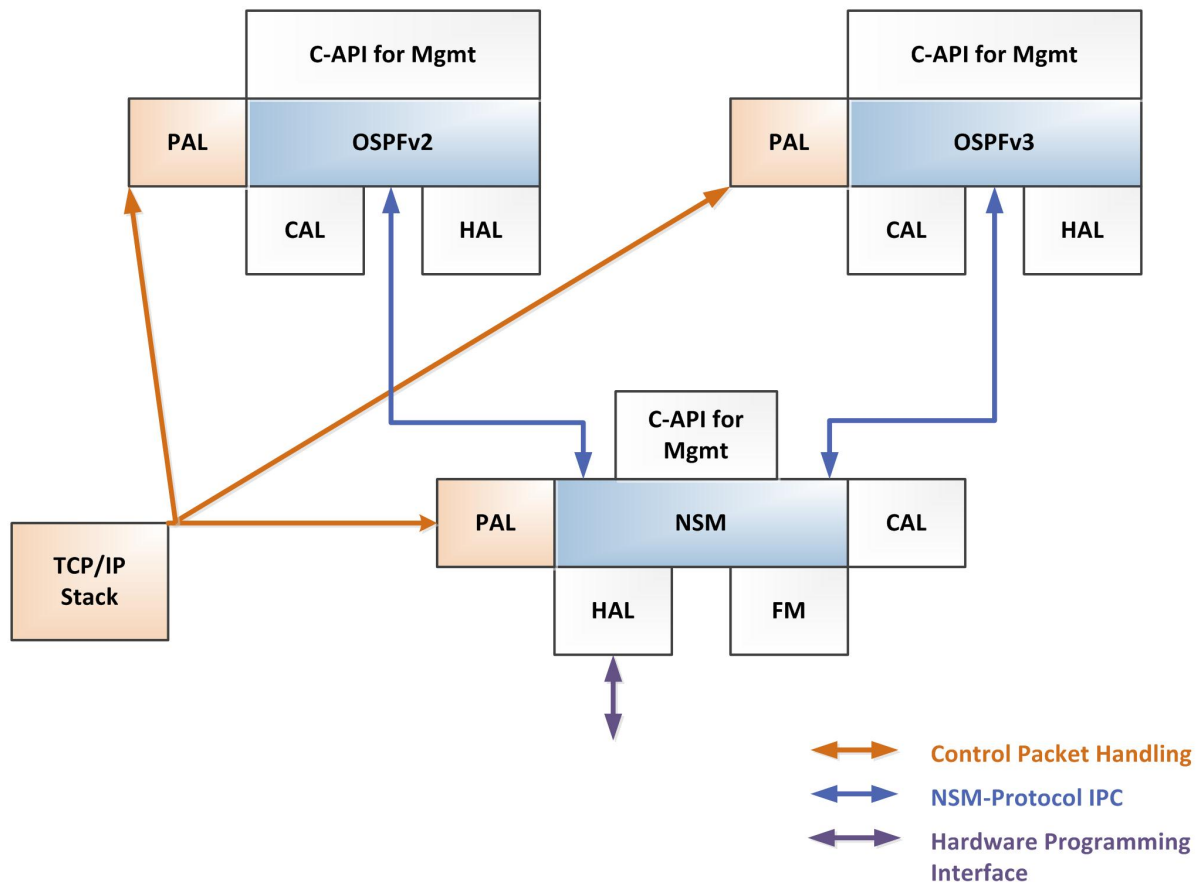 C-API for Mgmt
C-API for Mgmt
PAL
OSPFv2
PAL
OSPFv3
CAL
HAL
CAL
HAL
C-API for
Mgmt
PAL
NSM
CAL
TCP/IP
Stack
HAL
FM
Control Packet Handling
NSM-Protocol IPC
Hardware Programming
Interface